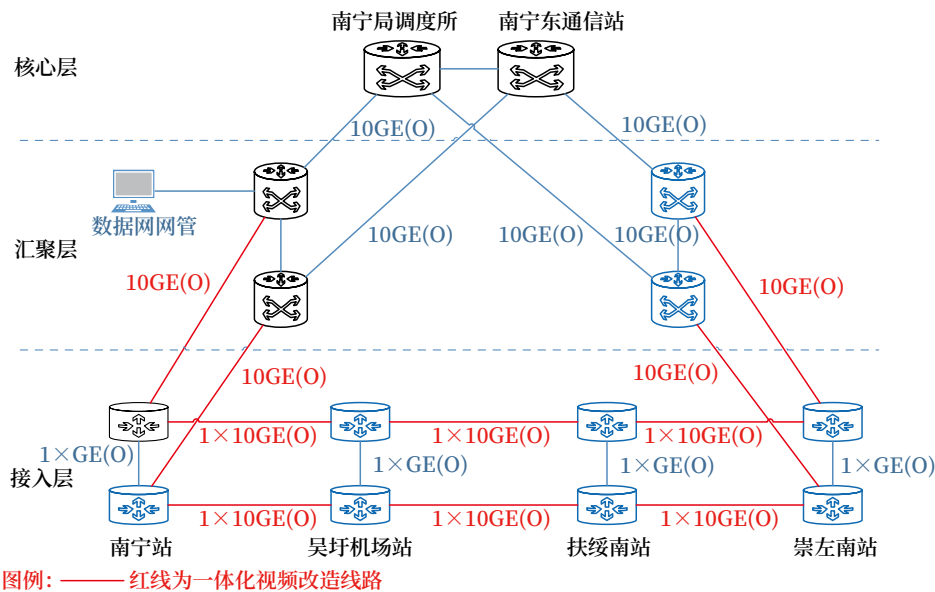 南宁局调度所
南宁东通信站
核心层
10GE(O)
10GE(O)
数据网网管
汇聚层
10GE(O)
10GE(O)
10GE(O)
10GE(O)
10GE(O)
10GE(O)
10GE(O)
1×10GE(O)
1×10GE(O)
1×10GE(O)
1×GE(O)
1×GE(O)
1×GE(O)
1×GE(O)
接入层
1×10GE(O)
1×10GE(O)
1×10GE(O)
南宁站
吴圩机场站
扶绥南站
崇左南站
图例：红线为一体化视频改造线路